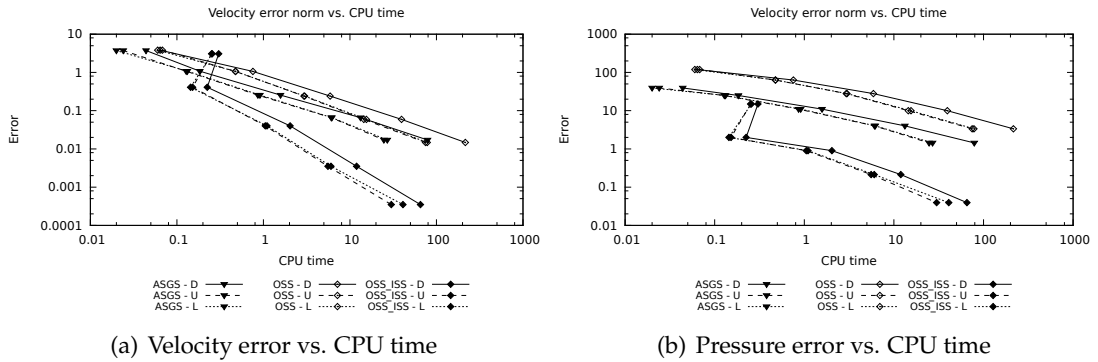 Velocity error norm vs. CPU time
Error
10
1
0.1
0.01
0.001
0.0001
0.01 0.1 1 10 100 1000
CPU time
ASGS - D OSS - D OSS_ISS - D
ASGS - U OSS - U OSS_ISS - U
ASGS - L OSS - L OSS_ISS - L
(a) Velocity error vs. CPU time
Velocity error norm vs. CPU time
Error
1000
100
10
1
0.1
0.01
0.01 0.1 1 10 100 1000
CPU time
ASGS - D OSS - D OSS_ISS - D
ASGS - U OSS - U OSS_ISS - U
ASGS - L OSS - L OSS_ISS - L
(b) Pressure error vs. CPU time